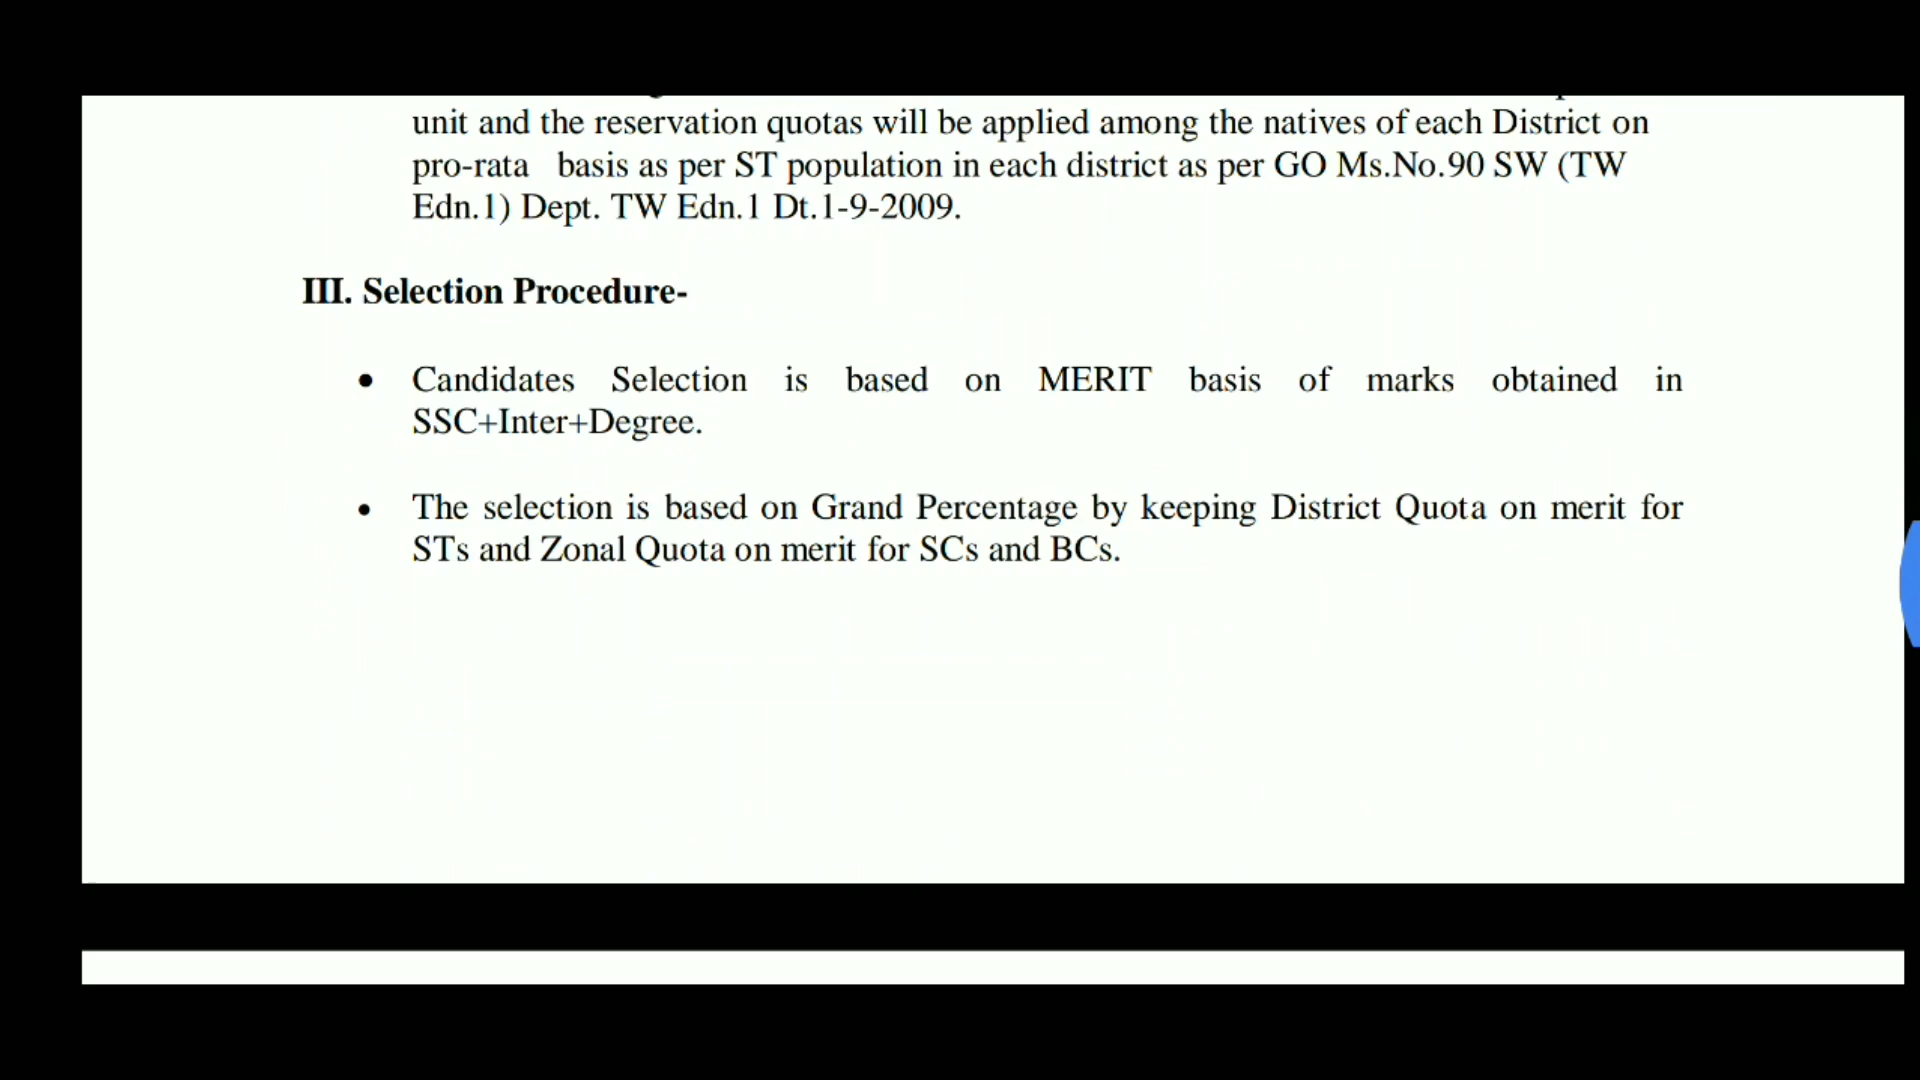 unit and the reservation quotas will be applied among the natives of each District on
pro-rata basis as per ST population in each district as per GO Ms.No.90 SW (TW
Edn.1) Dept. TW Edn.1 Dt.1-9-2009.
III. Selection Procedure-
• Candidates Selection is based on MERIT basis of marks obtained in
SSC+Inter+Degree.
• The selection is based on Grand Percentage by keeping District Quota on merit for
STs and Zonal Quota on merit for SCs and BCs.